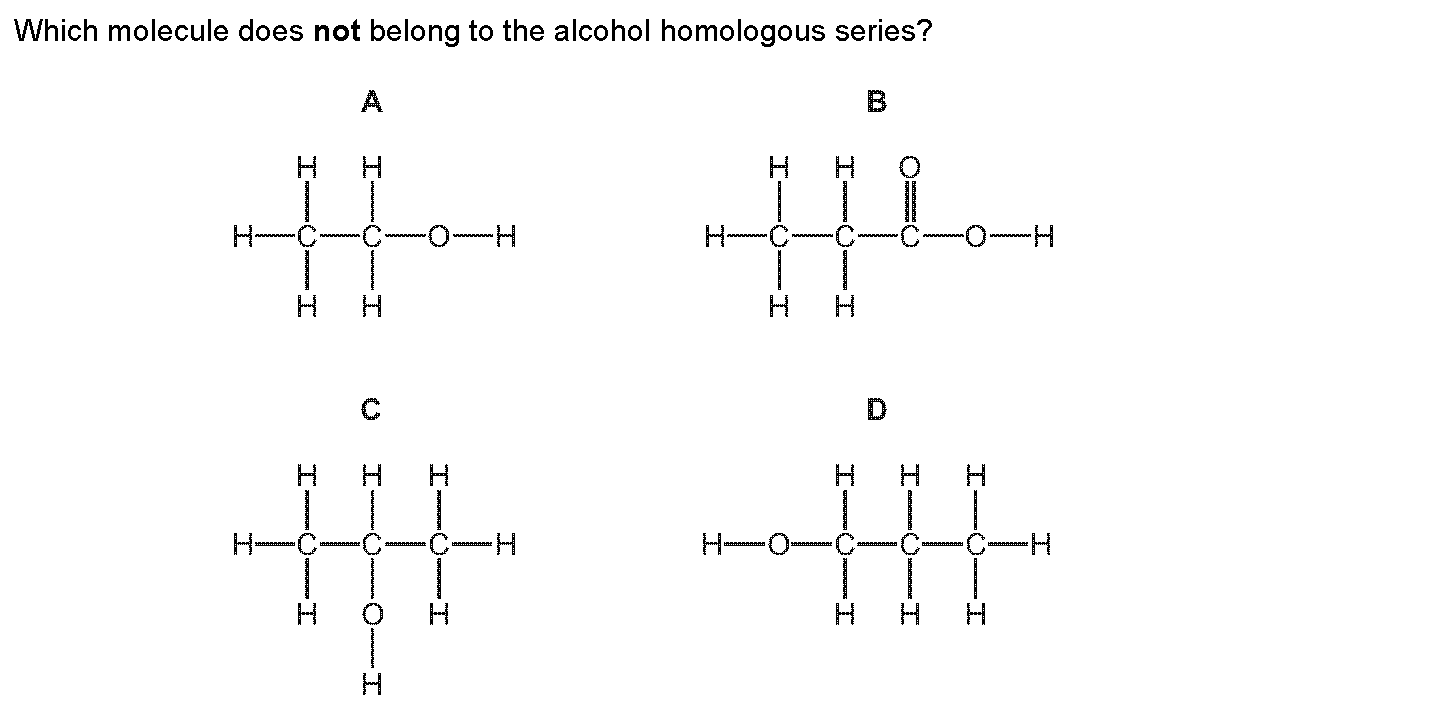 Which molecule does not belong to the alcohol homologous series?
A B
H H H H O
H C C O H H C C C O H
H H H H
C D
H H H H H H
H C C C H H O C C C H
H O H H H H
H